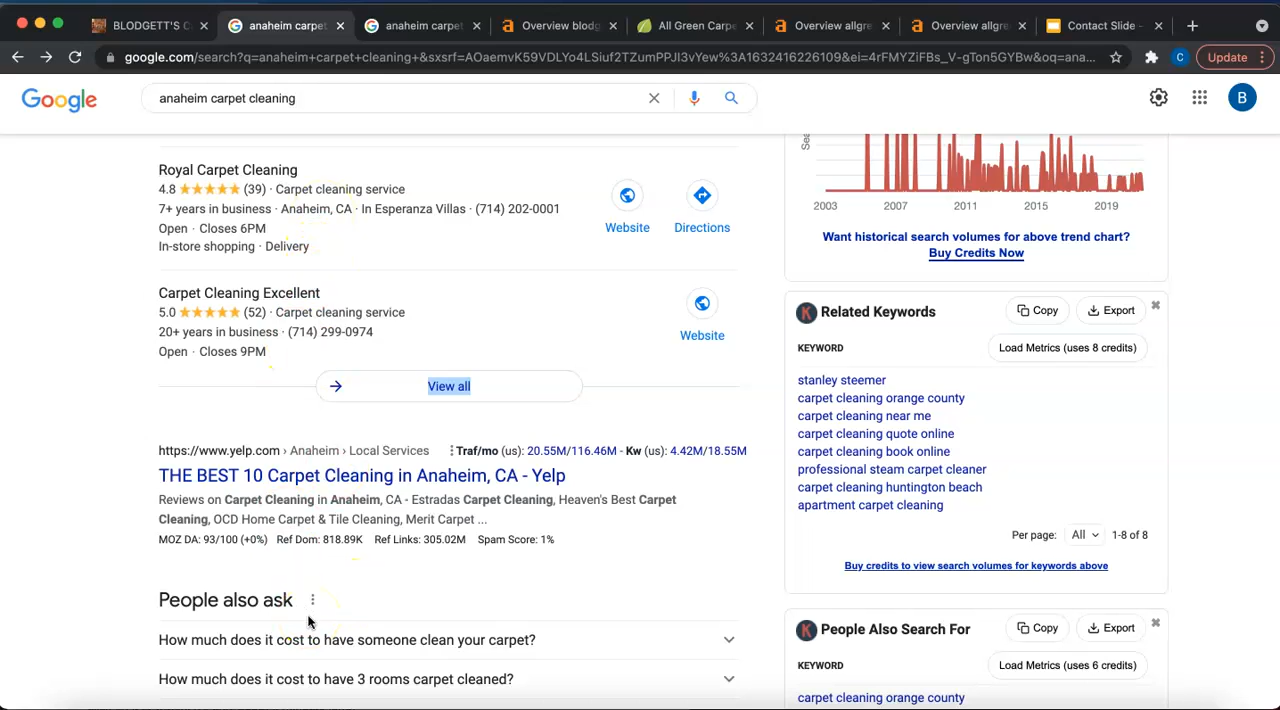 BLODGETT'S C
anaheim carpet
anaheim carpet
Overview blod
All Green Carpe
Overview allgre
Overview allgre
Contact Slide -
google.com/search?q=anaheim+carpet+cleaning+&sxsrf=AOaemvK59VDLYo4LSiuf2TZumPPJI3vYew%3A1632416226109&ei=4rFMYZiFBs_V-gTon5GYBw&oq=ana...
C
Update
Google
anaheim carpet cleaning
B
Royal Carpet Cleaning
4.8 (39) · Carpet cleaning service
7+ years in business · Anaheim, CA · In Esperanza Villas · (714) 202-0001
Open · Closes 6PM
In-store shopping · Delivery
Website
Directions
Carpet Cleaning Excellent
5.0 (52) · Carpet cleaning service
20+ years in business · (714) 299-0974
Open · Closes 9PM
Website
View all
https://www.yelp.com › Anaheim › Local Services
Traf/mo (us): 20.55M/116.46M - Kw (us): 4.42M/18.55M
THE BEST 10 Carpet Cleaning in Anaheim, CA - Yelp
Reviews on Carpet Cleaning in Anaheim, CA - Estradas Carpet Cleaning, Heaven's Best Carpet
Cleaning, OCD Home Carpet & Tile Cleaning, Merit Carpet ...
MOZ DA: 93/100 (+0%) Ref Dom: 818.89K Ref Links: 305.02M Spam Score: 1%
People also ask
How much does it cost to have someone clean your carpet?
How much does it cost to have 3 rooms carpet cleaned?
2003 2007 2011 2015 2019
Want historical search volumes for above trend chart?
Buy Credits Now
K
Related Keywords
Copy
Export
KEYWORD
Load Metrics (uses 8 credits)
stanley steemer
carpet cleaning orange county
carpet cleaning near me
carpet cleaning quote online
carpet cleaning book online
professional steam carpet cleaner
carpet cleaning huntington beach
apartment carpet cleaning
Per page: All 1-8 of 8
Buy credits to view search volumes for keywords above
K
People Also Search For
Copy
Export
KEYWORD
Load Metrics (uses 6 credits)
carpet cleaning orange county